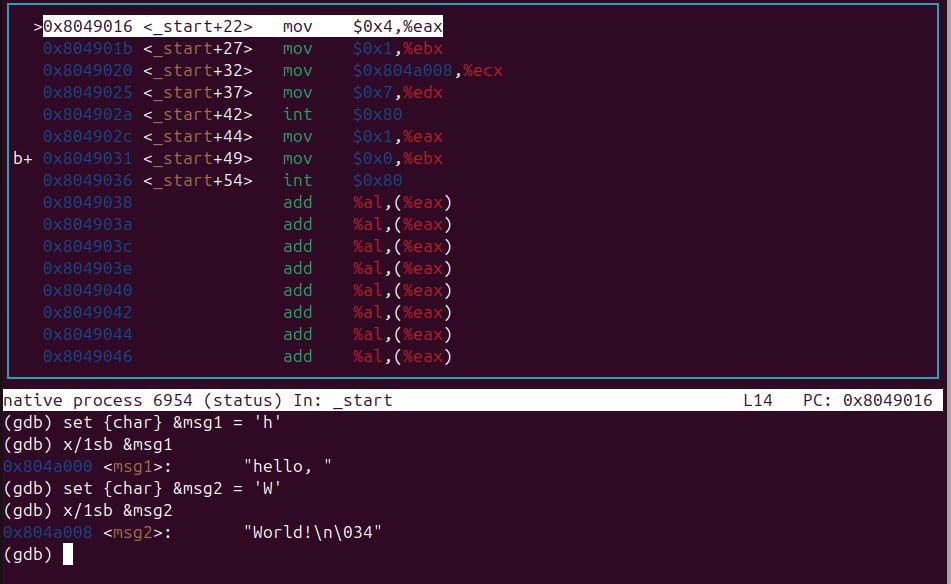 >0x8049016 <_start+22> mov $0x4,%eax
0x804901b <_start+27> mov $0x1,%ebx
0x8049020 <_start+32> mov $0x804a008,%ecx
0x8049025 <_start+37> mov $0x7,%edx
0x804902a <_start+42> int $0x80
0x804902c <_start+44> mov $0x1,%eax
b+ 0x8049031 <_start+49> mov $0x0,%ebx
0x8049036 <_start+54> int $0x80
0x8049038 add %al,(%eax)
0x804903a add %al,(%eax)
0x804903c add %al,(%eax)
0x804903e add %al,(%eax)
0x8049040 add %al,(%eax)
0x8049042 add %al,(%eax)
0x8049044 add %al,(%eax)
0x8049046 add %al,(%eax)
native process 6954 (status) In: _start L14 PC: 0x8049016
(gdb) set {char} &msg1 = 'h'
(gdb) x/1sb &msg1
0x804a000 <msg1>: "hello, "
(gdb) set {char} &msg2 = 'W'
(gdb) x/1sb &msg2
0x804a008 <msg2>: "World!\n\034"
(gdb)